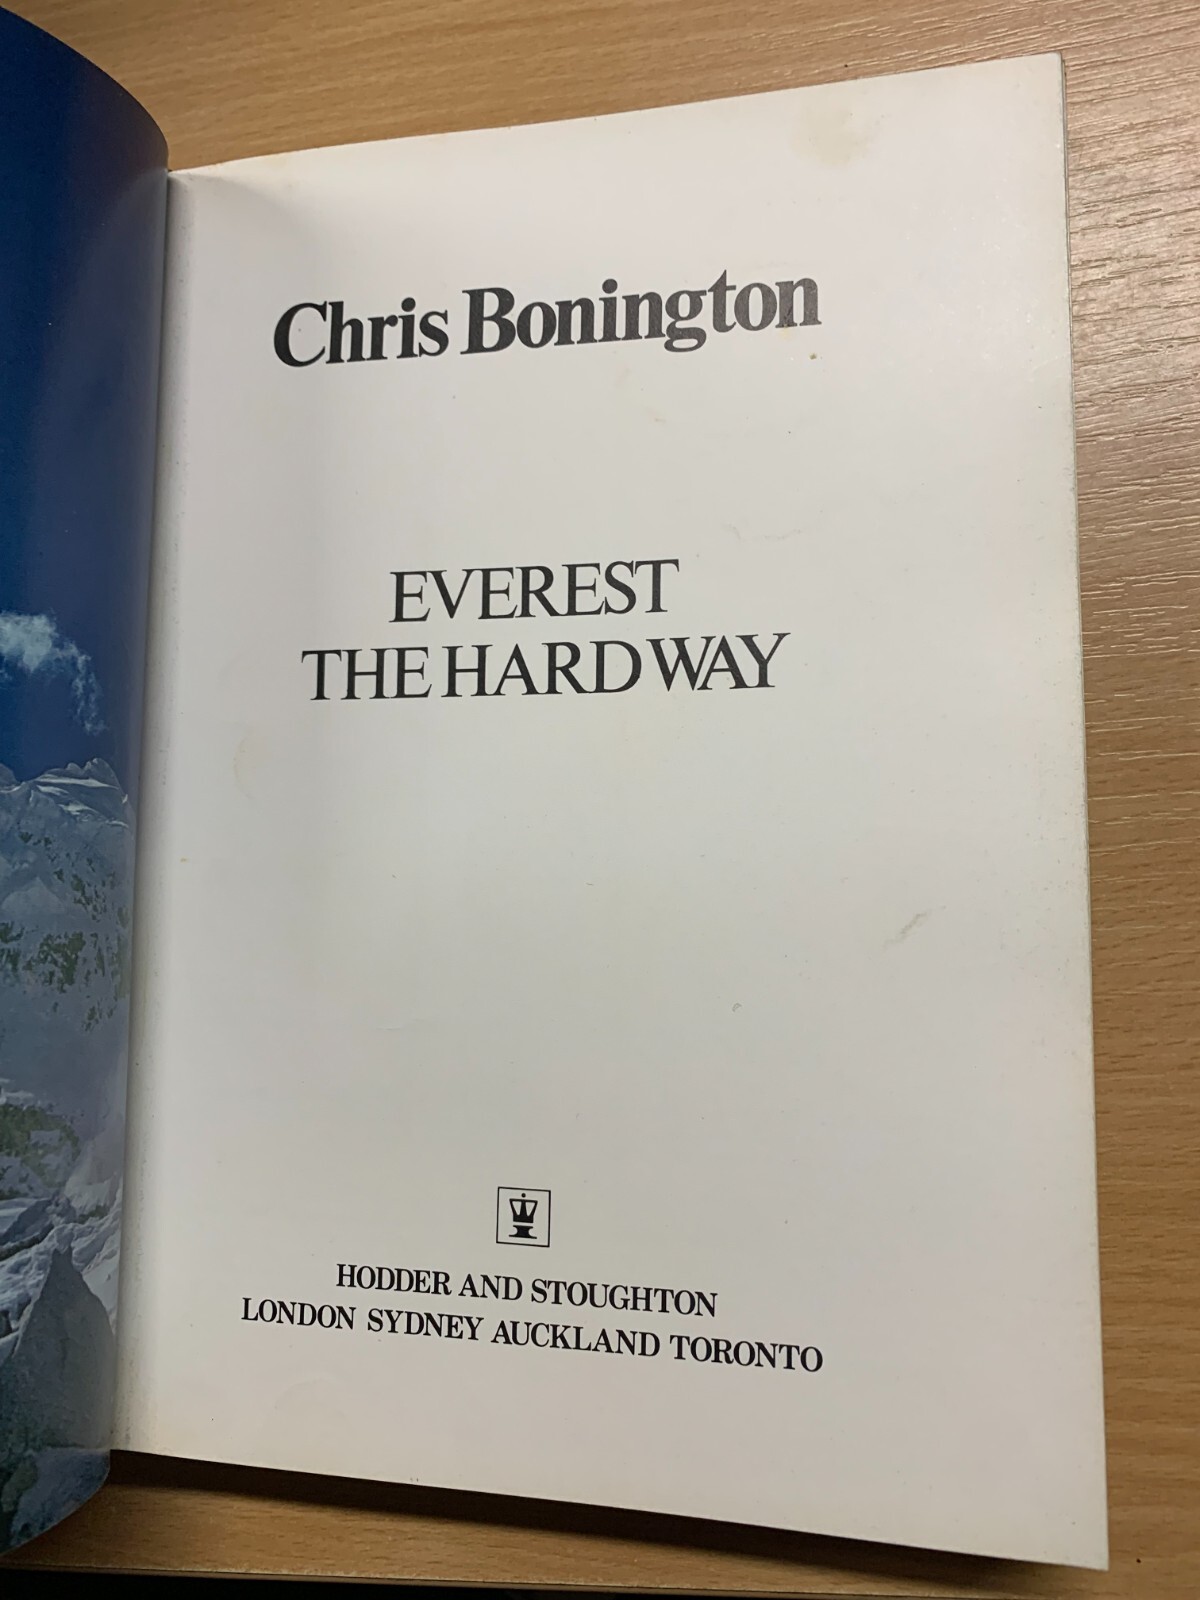 Chris Bonington
EVEREST
THE HARD WAY
HODDER AND STOUGHTON
LONDON SYDNEY AUCKLAND TORONTO